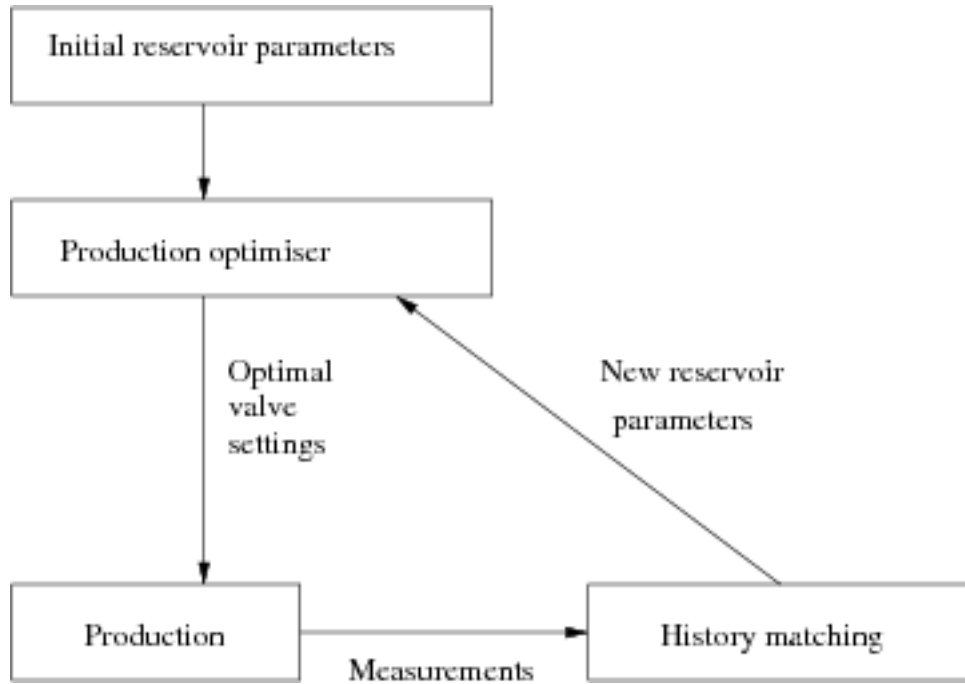 Initial reservoir parameters
Production optimiser
Optimal
valve
settings
New reservoir
parameters
Production
Measurements
History matching